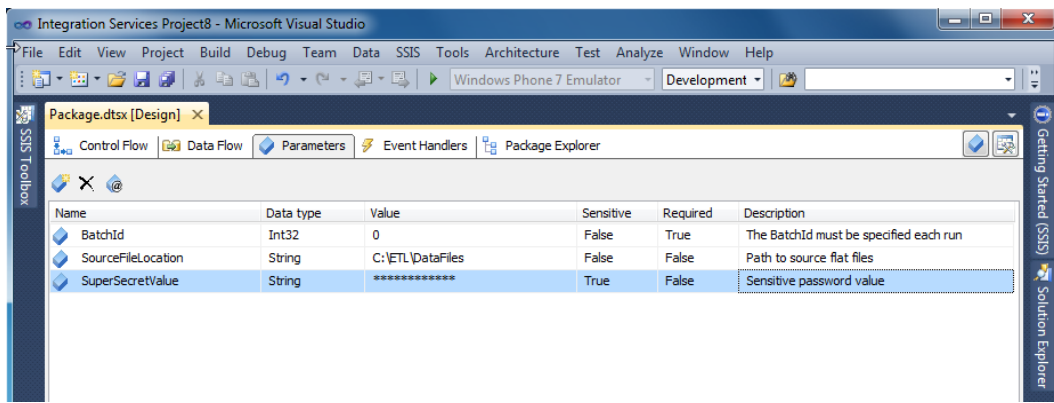 Integration Services Project8 - Microsoft Visual Studio
File Edit View Project Build Debug Team Data SSIS Tools Architecture Test Analyze Window Help
Windows Phone 7 Emulator Development
SSIS Toolbox
Package.dtsx [Design]
Control Flow Data Flow Parameters Event Handlers Package Explorer
Name Data type Value Sensitive Required Description
BatchId Int32 0 False True The BatchId must be specified each run
SourceFileLocation String C:\ETL\DataFiles False False Path to source flat files
SuperSecretValue String ************ True False Sensitive password value
Getting Started (SSIS)
Solution Explorer